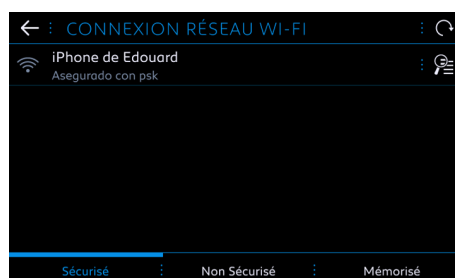 CONNEXION RÉSEAU WI-FI
iPhone de Edouard
Asegurado con psk
Sécurisé Non Sécurisé Mémorisé